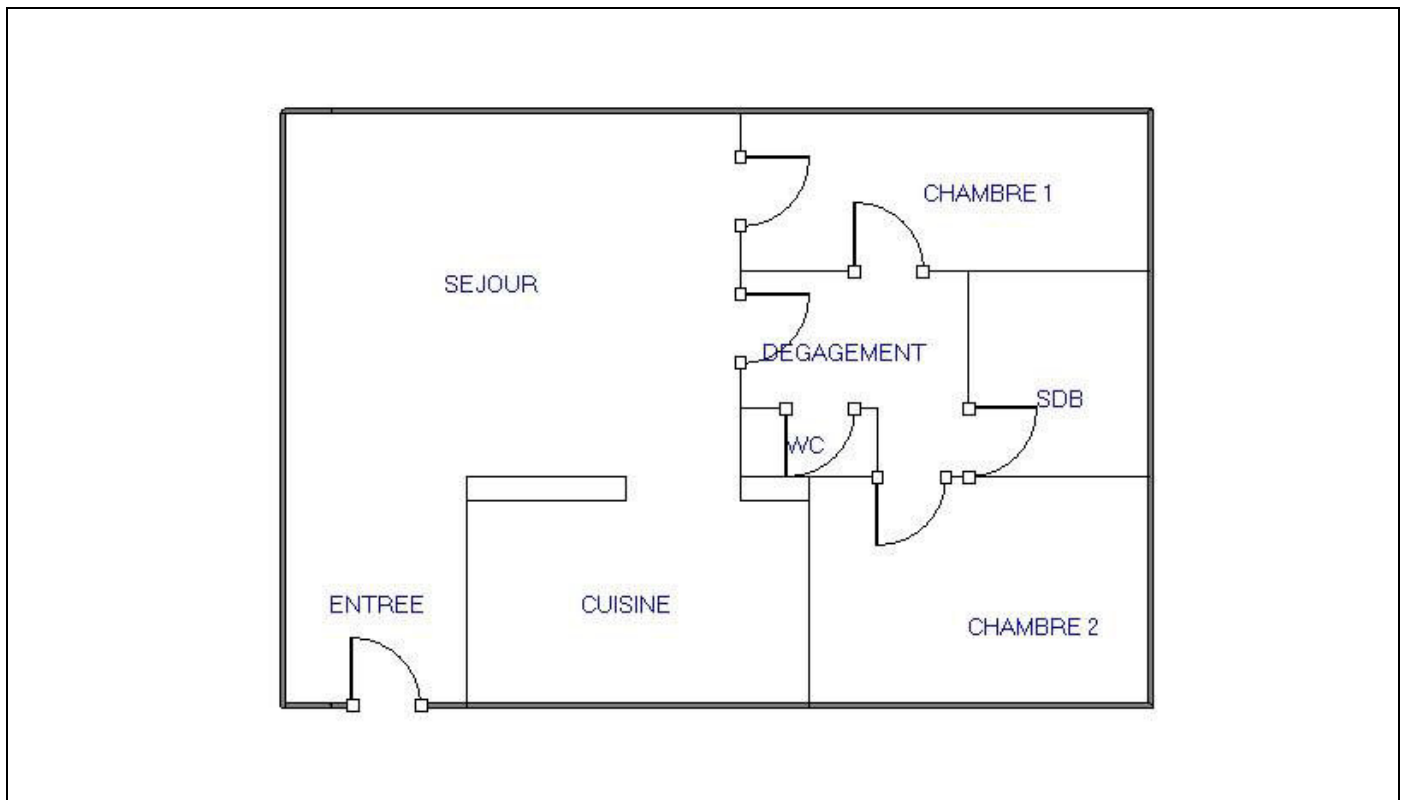 CHAMBRE 1
SEJOUR
DEGAGEMENT
SDB
WC
ENTREE
CUISINE
CHAMBRE 2